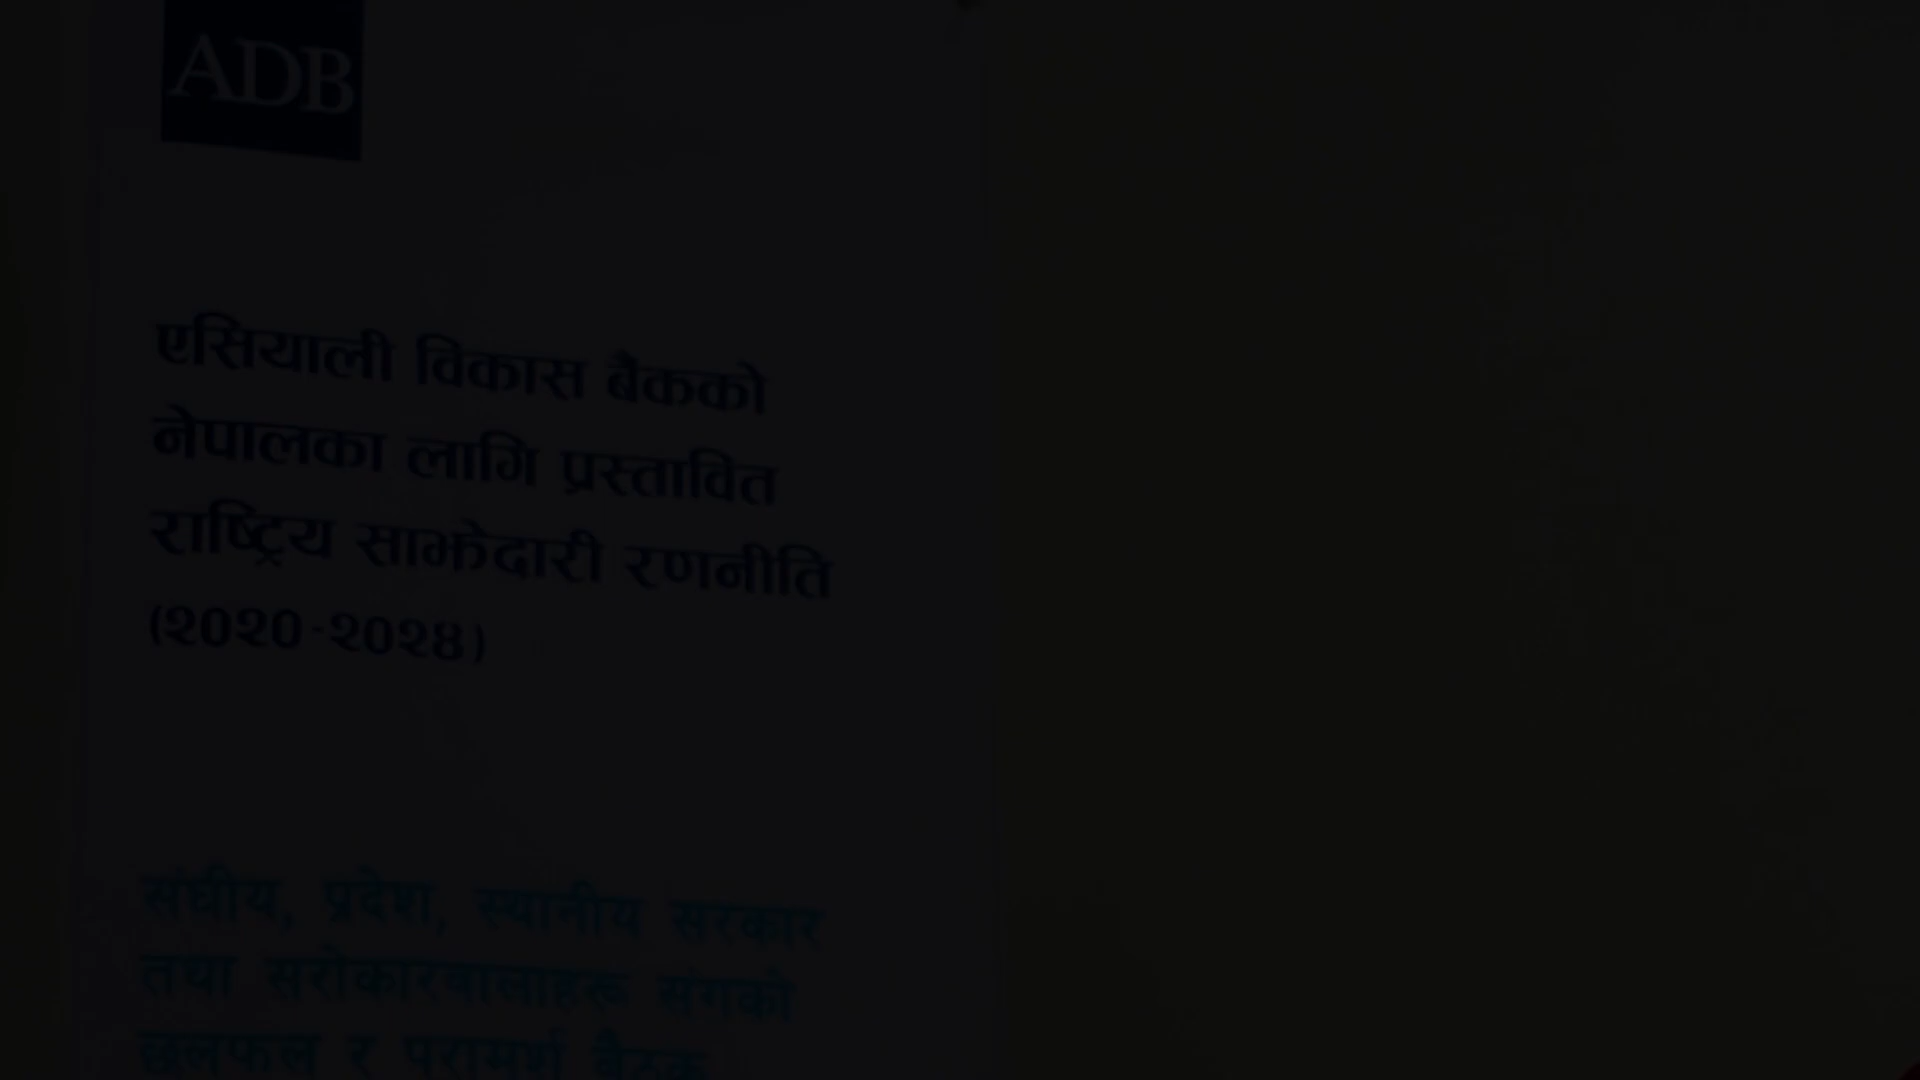 ADB
एसियाली विकास बैंकको
नेपालका लागि प्रस्तावित
राष्ट्रिय साझेदारी रणनीति
(२०२०-२०२४)
संघीय, प्रदेश, स्थानीय सरकार
तथा सरोकारवालाहरू संगको
छलफल र परामर्श बैठक